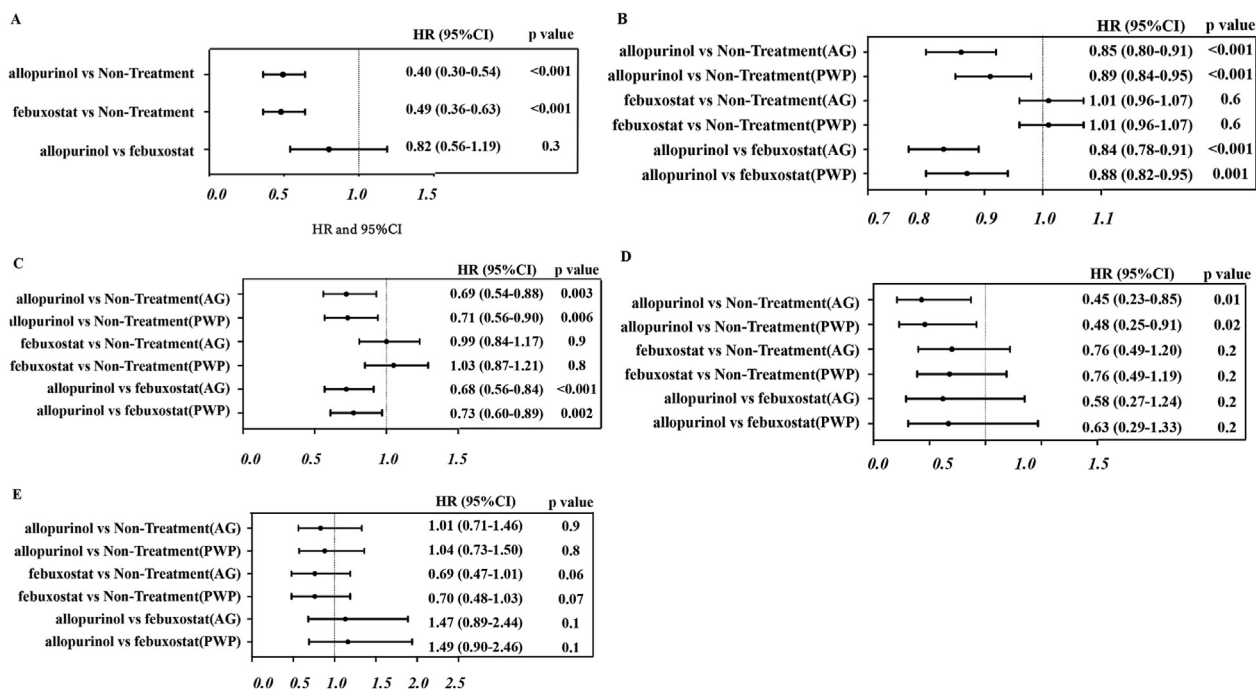 A
HR (95%CI) p value
allopurinol vs Non-Treatment 0.40 (0.30-0.54) <0.001
febuxostat vs Non-Treatment 0.49 (0.36-0.63) <0.001
allopurinol vs febuxostat 0.82 (0.56-1.19) 0.3
0.0 0.5 1.0 1.5
HR and 95%CI
B
HR (95%CI) p value
allopurinol vs Non-Treatment(AG) 0.85 (0.80-0.91) <0.001
allopurinol vs Non-Treatment(PWP) 0.89 (0.84-0.95) <0.001
febuxostat vs Non-Treatment(AG) 1.01 (0.96-1.07) 0.6
febuxostat vs Non-Treatment(PWP) 1.01 (0.96-1.07) 0.6
allopurinol vs febuxostat(AG) 0.84 (0.78-0.91) <0.001
allopurinol vs febuxostat(PWP) 0.88 (0.82-0.95) 0.001
0.7 0.8 0.9 1.0 1.1
C
HR (95%CI) p value
allopurinol vs Non-Treatment(AG) 0.69 (0.54-0.88) 0.003
allopurinol vs Non-Treatment(PWP) 0.71 (0.56-0.90) 0.006
febuxostat vs Non-Treatment(AG) 0.99 (0.84-1.17) 0.9
febuxostat vs Non-Treatment(PWP) 1.03 (0.87-1.21) 0.8
allopurinol vs febuxostat(AG) 0.68 (0.56-0.84) <0.001
allopurinol vs febuxostat(PWP) 0.73 (0.60-0.89) 0.002
0.0 0.5 1.0 1.5
D
HR (95%CI) p value
allopurinol vs Non-Treatment(AG) 0.45 (0.23-0.85) 0.01
allopurinol vs Non-Treatment(PWP) 0.48 (0.25-0.91) 0.02
febuxostat vs Non-Treatment(AG) 0.76 (0.49-1.20) 0.2
febuxostat vs Non-Treatment(PWP) 0.76 (0.49-1.19) 0.2
allopurinol vs febuxostat(AG) 0.58 (0.27-1.24) 0.2
allopurinol vs febuxostat(PWP) 0.63 (0.29-1.33) 0.2
0.0 0.5 1.0 1.5
E
HR (95%CI) p value
allopurinol vs Non-Treatment(AG) 1.01 (0.71-1.46) 0.9
allopurinol vs Non-Treatment(PWP) 1.04 (0.73-1.50) 0.8
febuxostat vs Non-Treatment(AG) 0.69 (0.47-1.01) 0.06
febuxostat vs Non-Treatment(PWP) 0.70 (0.48-1.03) 0.07
allopurinol vs febuxostat(AG) 1.47 (0.89-2.44) 0.1
allopurinol vs febuxostat(PWP) 1.49 (0.90-2.46) 0.1
0.0 0.5 1.0 1.5 2.0 2.5